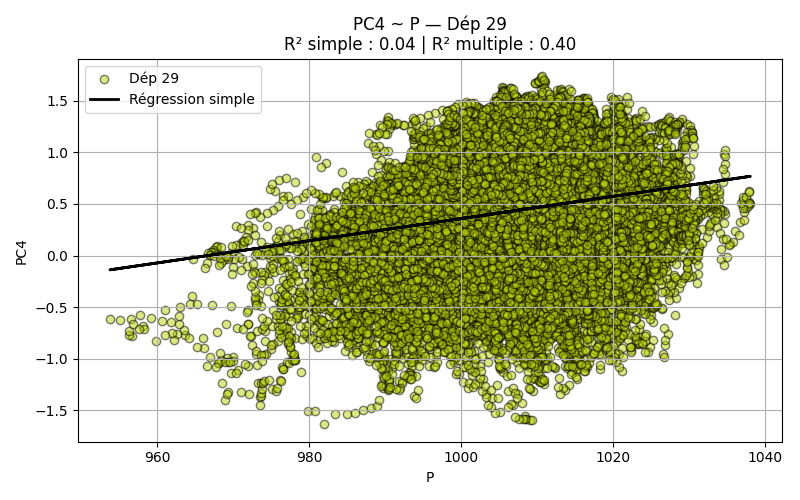 PC4 ~ P — Dép 29
R² simple : 0.04 | R² multiple : 0.40
Dép 29
Régression simple
1.5
1.0
0.5
0.0
−0.5
−1.0
−1.5
PC4
960
980
1000
1020
1040
P